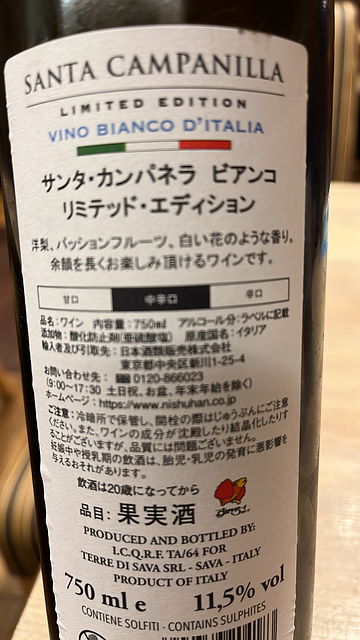 SANTA CAMPANILLA
LIMITED EDITION
VINO BIANCO D'ITALIA
サンタ・カンパネラ ビアンコ
リミテッド・エディション
洋梨、パッションフルーツ、白い花のような香り。
余韻を長くお楽しみ頂けるワインです。
甘口 中辛口 辛口
品名:ワイン 内容量:750ml アルコール分:ラベルに記載
添加物:酸化防止剤(亜硫酸塩) 原産国名:イタリア
輸入者及び引取先:日本酒類販売株式会社
東京都中央区新川1-25-4
お問い合わせ先: 0120-866023
(9:00〜17:30 土日祝、お盆、年末年始を除く)
ホームページ:https://www.nishuhan.co.jp
ご注意:冷暗所で保管し、開栓の際はじゅうぶんにご注意
ください。また、ワインの成分が沈殿したり結晶化したりす
ることがございますが、品質には問題ございません。
妊娠中や授乳期の飲酒は、胎児・乳児の発育に悪影響を
与えるおそれがあります。
飲酒は20歳になってから
品目:果実酒
PRODUCED AND BOTTLED BY:
I.C.Q.R.F. TA/64 FOR
TERRE DI SAVA SRL - SAVA - ITALY
PRODUCT OF ITALY
750 ml e 11,5% vol
CONTIENE SOLFITI - CONTAINS SULPHITES